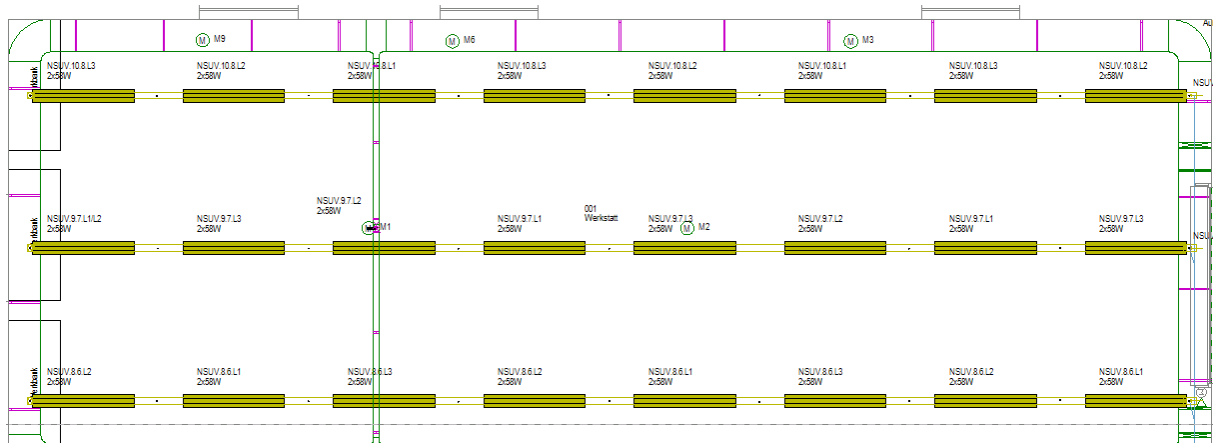 Au
M9
M6
M3
NSUV.10.8.L3
2x58W
NSUV.10.8.L2
2x58W
NSUV.10.8.L1
2x58W
NSUV.10.8.L3
2x58W
NSUV.10.8.L2
2x58W
NSUV.10.8.L1
2x58W
NSUV.10.8.L3
2x58W
NSUV.10.8.L2
2x58W
NSUV
NSUV.9.7.L1/L2
2x58W
NSUV.9.7.L3
2x58W
NSUV.9.7.L2
2x58W
M1
NSUV.9.7.L1
2x58W
001
Werkstatt
NSUV.9.7.L3
2x58W
M M2
NSUV.9.7.L2
2x58W
NSUV.9.7.L1
2x58W
NSUV.9.7.L3
2x58W
NSUV
NSUV.8.6.L2
2x58W
NSUV.8.6.L1
2x58W
NSUV.8.6.L3
2x58W
NSUV.8.6.L2
2x58W
NSUV.8.6.L1
2x58W
NSUV.8.6.L3
2x58W
NSUV.8.6.L2
2x58W
NSUV.8.6.L1
2x58W